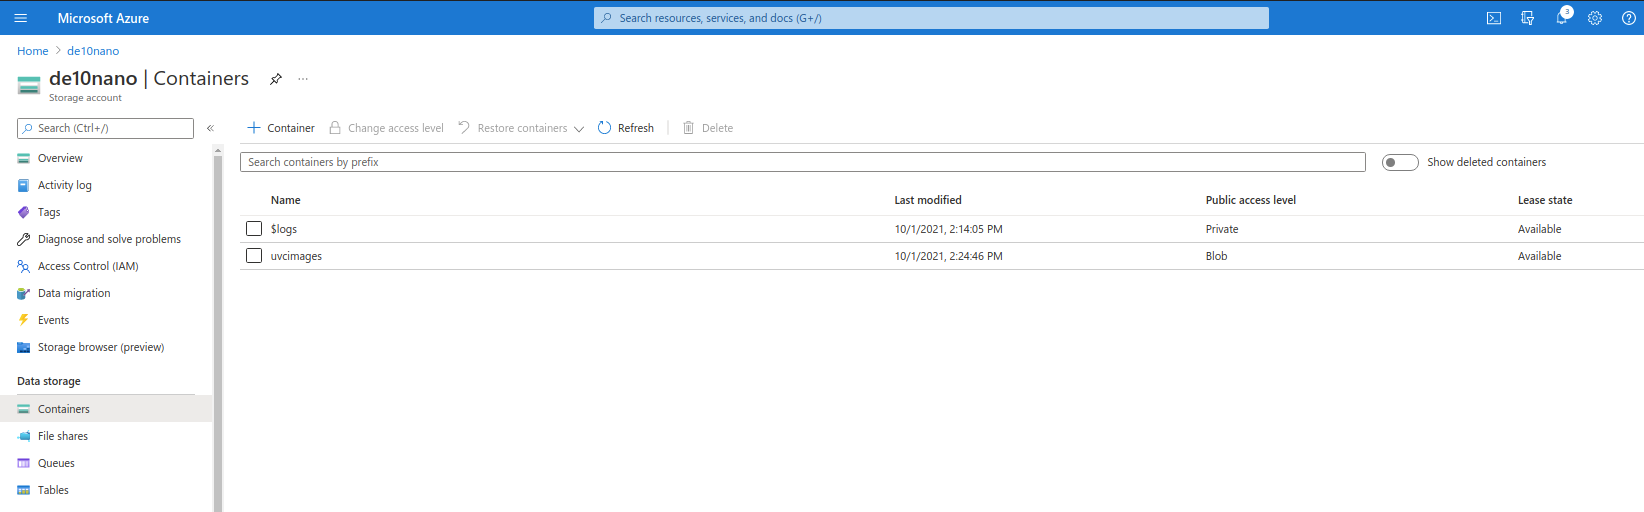 Microsoft Azure
Search resources, services, and docs (G+/)
3
Home > de10nano
de10nano | Containers ...
Storage account
Search (Ctrl+/) «
Overview
Activity log
Tags
Diagnose and solve problems
Access Control (IAM)
Data migration
Events
Storage browser (preview)
Data storage
Containers
File shares
Queues
Tables
+ Container Change access level Restore containers Refresh Delete
Search containers by prefix Show deleted containers
Name Last modified Public access level Lease state
$logs 10/1/2021, 2:14:05 PM Private Available
uvcimages 10/1/2021, 2:24:46 PM Blob Available